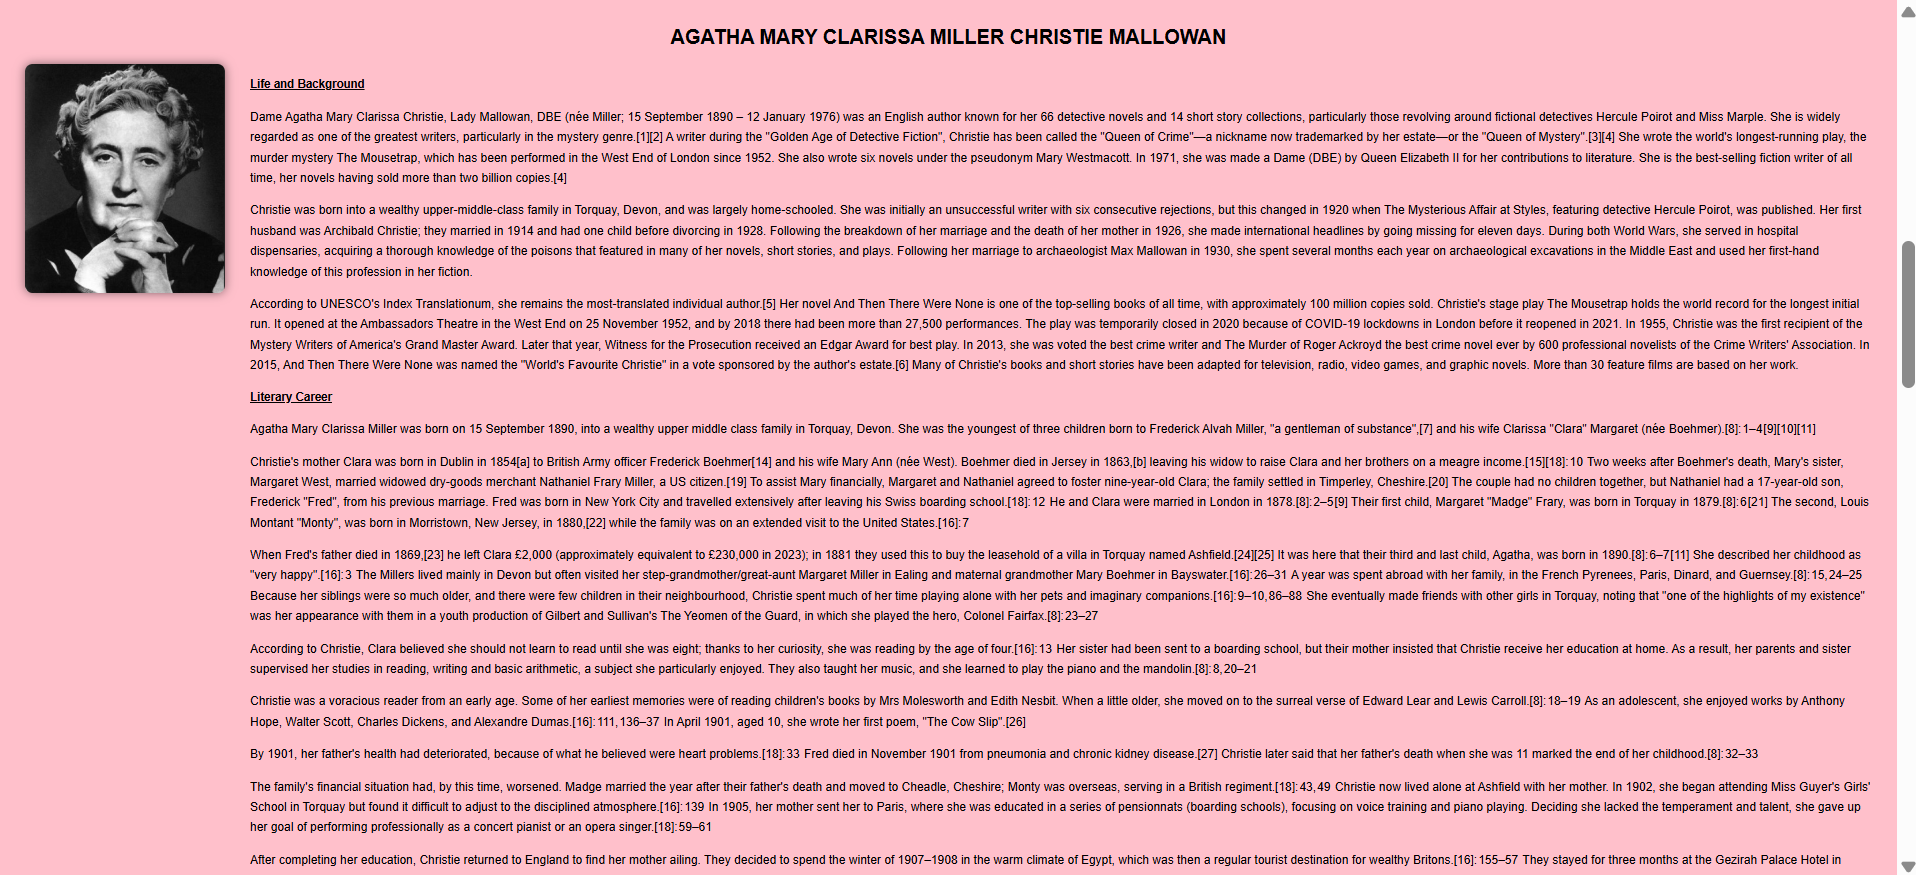 AGATHA MARY CLARISSA MILLER CHRISTIE MALLOWAN
Life and Background
Dame Agatha Mary Clarissa Christie, Lady Mallowan, DBE (née Miller; 15 September 1890 – 12 January 1976) was an English author known for her 66 detective novels and 14 short story collections, particularly those revolving around fictional detectives Hercule Poirot and Miss Marple. She is widely
regarded as one of the greatest writers, particularly in the mystery genre.[1][2] A writer during the "Golden Age of Detective Fiction", Christie has been called the "Queen of Crime"—a nickname now trademarked by her estate—or the "Queen of Mystery".[3][4] She wrote the world's longest-running play, the
murder mystery The Mousetrap, which has been performed in the West End of London since 1952. She also wrote six novels under the pseudonym Mary Westmacott. In 1971, she was made a Dame (DBE) by Queen Elizabeth II for her contributions to literature. She is the best-selling fiction writer of all
time, her novels having sold more than two billion copies.[4]
Christie was born into a wealthy upper-middle-class family in Torquay, Devon, and was largely home-schooled. She was initially an unsuccessful writer with six consecutive rejections, but this changed in 1920 when The Mysterious Affair at Styles, featuring detective Hercule Poirot, was published. Her first
husband was Archibald Christie; they married in 1914 and had one child before divorcing in 1928. Following the breakdown of her marriage and the death of her mother in 1926, she made international headlines by going missing for eleven days. During both World Wars, she served in hospital
dispensaries, acquiring a thorough knowledge of the poisons that featured in many of her novels, short stories, and plays. Following her marriage to archaeologist Max Mallowan in 1930, she spent several months each year on archaeological excavations in the Middle East and used her first-hand
knowledge of this profession in her fiction.
According to UNESCO's Index Translationum, she remains the most-translated individual author.[5] Her novel And Then There Were None is one of the top-selling books of all time, with approximately 100 million copies sold. Christie's stage play The Mousetrap holds the world record for the longest initial
run. It opened at the Ambassadors Theatre in the West End on 25 November 1952, and by 2018 there had been more than 27,500 performances. The play was temporarily closed in 2020 because of COVID-19 lockdowns in London before it reopened in 2021. In 1955, Christie was the first recipient of the
Mystery Writers of America's Grand Master Award. Later that year, Witness for the Prosecution received an Edgar Award for best play. In 2013, she was voted the best crime writer and The Murder of Roger Ackroyd the best crime novel ever by 600 professional novelists of the Crime Writers' Association. In
2015, And Then There Were None was named the "World's Favourite Christie" in a vote sponsored by the author's estate.[6] Many of Christie's books and short stories have been adapted for television, radio, video games, and graphic novels. More than 30 feature films are based on her work.
Literary Career
Agatha Mary Clarissa Miller was born on 15 September 1890, into a wealthy upper middle class family in Torquay, Devon. She was the youngest of three children born to Frederick Alvah Miller, "a gentleman of substance",[7] and his wife Clarissa "Clara" Margaret (née Boehmer).[8]:1–4[9][10][11]
Christie's mother Clara was born in Dublin in 1854[a] to British Army officer Frederick Boehmer[14] and his wife Mary Ann (née West). Boehmer died in Jersey in 1863,[b] leaving his widow to raise Clara and her brothers on a meagre income.[15][18]:10 Two weeks after Boehmer's death, Mary's sister,
Margaret West, married widowed dry-goods merchant Nathaniel Frary Miller, a US citizen.[19] To assist Mary financially, Margaret and Nathaniel agreed to foster nine-year-old Clara; the family settled in Timperley, Cheshire.[20] The couple had no children together, but Nathaniel had a 17-year-old son,
Frederick "Fred", from his previous marriage. Fred was born in New York City and travelled extensively after leaving his Swiss boarding school.[18]:12 He and Clara were married in London in 1878.[8]:2–5[9] Their first child, Margaret "Madge" Frary, was born in Torquay in 1879.[8]:6[21] The second, Louis
Montant "Monty", was born in Morristown, New Jersey, in 1880,[22] while the family was on an extended visit to the United States.[16]:7
When Fred's father died in 1869,[23] he left Clara £2,000 (approximately equivalent to £230,000 in 2023); in 1881 they used this to buy the leasehold of a villa in Torquay named Ashfield.[24][25] It was here that their third and last child, Agatha, was born in 1890.[8]:6–7[11] She described her childhood as
"very happy".[16]:3 The Millers lived mainly in Devon but often visited her step-grandmother/great-aunt Margaret Miller in Ealing and maternal grandmother Mary Boehmer in Bayswater.[16]:26–31 A year was spent abroad with her family, in the French Pyrenees, Paris, Dinard, and Guernsey.[8]:15,24–25
Because her siblings were so much older, and there were few children in their neighbourhood, Christie spent much of her time playing alone with her pets and imaginary companions.[16]:9–10,86–88 She eventually made friends with other girls in Torquay, noting that "one of the highlights of my existence"
was her appearance with them in a youth production of Gilbert and Sullivan's The Yeomen of the Guard, in which she played the hero, Colonel Fairfax.[8]:23–27
According to Christie, Clara believed she should not learn to read until she was eight; thanks to her curiosity, she was reading by the age of four.[16]:13 Her sister had been sent to a boarding school, but their mother insisted that Christie receive her education at home. As a result, her parents and sister
supervised her studies in reading, writing and basic arithmetic, a subject she particularly enjoyed. They also taught her music, and she learned to play the piano and the mandolin.[8]:8,20–21
Christie was a voracious reader from an early age. Some of her earliest memories were of reading children's books by Mrs Molesworth and Edith Nesbit. When a little older, she moved on to the surreal verse of Edward Lear and Lewis Carroll.[8]:18–19 As an adolescent, she enjoyed works by Anthony
Hope, Walter Scott, Charles Dickens, and Alexandre Dumas.[16]:111,136–37 In April 1901, aged 10, she wrote her first poem, "The Cow Slip".[26]
By 1901, her father's health had deteriorated, because of what he believed were heart problems.[18]:33 Fred died in November 1901 from pneumonia and chronic kidney disease.[27] Christie later said that her father's death when she was 11 marked the end of her childhood.[8]:32–33
The family's financial situation had, by this time, worsened. Madge married the year after their father's death and moved to Cheadle, Cheshire; Monty was overseas, serving in a British regiment.[18]:43,49 Christie now lived alone at Ashfield with her mother. In 1902, she began attending Miss Guyer's Girls'
School in Torquay but found it difficult to adjust to the disciplined atmosphere.[16]:139 In 1905, her mother sent her to Paris, where she was educated in a series of pensionnats (boarding schools), focusing on voice training and piano playing. Deciding she lacked the temperament and talent, she gave up
her goal of performing professionally as a concert pianist or an opera singer.[18]:59–61
After completing her education, Christie returned to England to find her mother ailing. They decided to spend the winter of 1907–1908 in the warm climate of Egypt, which was then a regular tourist destination for wealthy Britons.[16]:155–57 They stayed for three months at the Gezirah Palace Hotel in